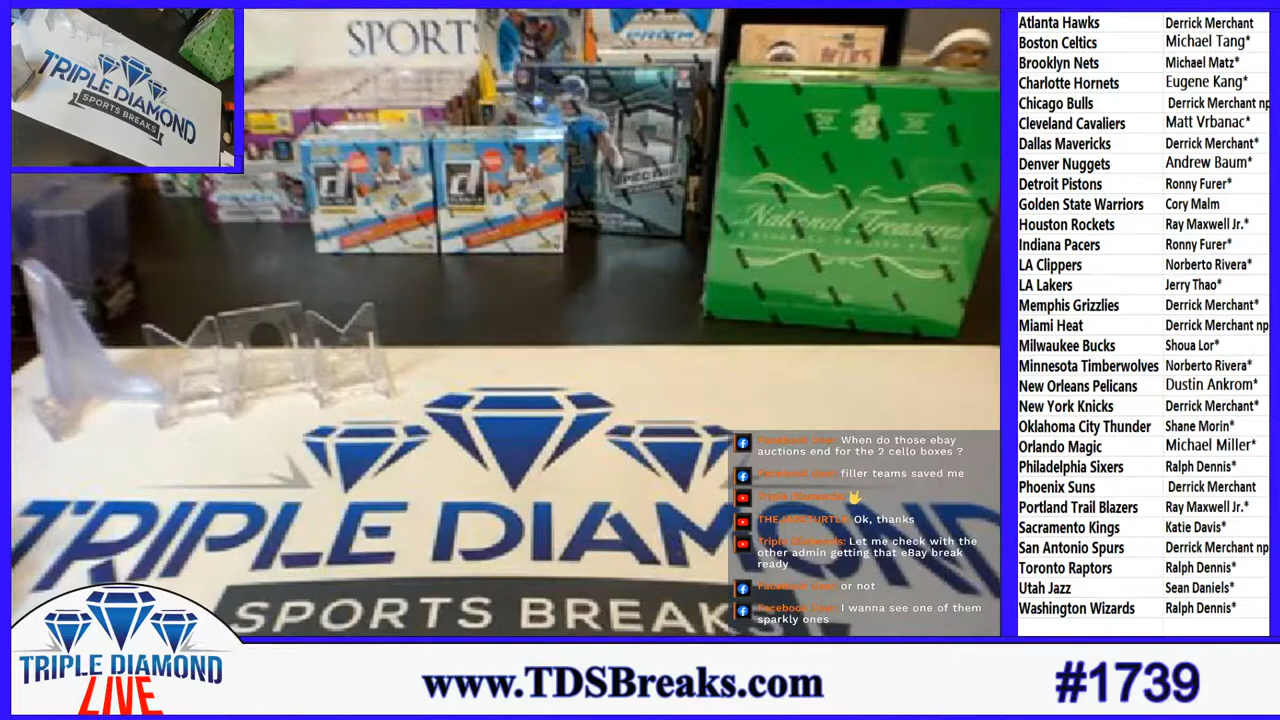 TRIPLE DIAMOND
SPORTS BREAKS
SPORTS
PRIZM
National Treasures
TRIPLE DIAMOND
SPORTS BREAKS
When do those ebay
auctions end for the 2 cello boxes ?
filler teams saved me
Ok, thanks
Let me check with the
other admin getting that eBay break
ready
or not
I wanna see one of them
sparkly ones
Atlanta Hawks Derrick Merchant
Boston Celtics Michael Tang*
Brooklyn Nets Michael Matz*
Charlotte Hornets Eugene Kang*
Chicago Bulls Derrick Merchant np
Cleveland Cavaliers Matt Vrbanac*
Dallas Mavericks Derrick Merchant*
Denver Nuggets Andrew Baum*
Detroit Pistons Ronny Furer*
Golden State Warriors Cory Malm
Houston Rockets Ray Maxwell Jr.*
Indiana Pacers Ronny Furer*
LA Clippers Norberto Rivera*
LA Lakers Jerry Thao*
Memphis Grizzlies Derrick Merchant*
Miami Heat Derrick Merchant np
Milwaukee Bucks Shoua Lor*
Minnesota Timberwolves Norberto Rivera*
New Orleans Pelicans Dustin Ankrom*
New York Knicks Derrick Merchant*
Oklahoma City Thunder Shane Morin*
Orlando Magic Michael Miller*
Philadelphia Sixers Ralph Dennis*
Phoenix Suns Derrick Merchant
Portland Trail Blazers Ray Maxwell Jr.*
Sacramento Kings Katie Davis*
San Antonio Spurs Derrick Merchant np
Toronto Raptors Ralph Dennis*
Utah Jazz Sean Daniels*
Washington Wizards Ralph Dennis*
TRIPLE DIAMOND
LIVE
www.TDSBreaks.com
#1739